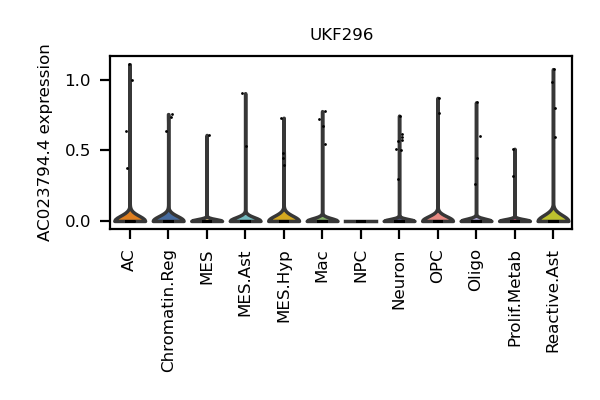 UKF296
AC023794.4 expression
1.0
0.5
0.0
AC
Chromatin.Reg
MES
MES.Ast
MES.Hyp
Mac
NPC
Neuron
OPC
Oligo
Prolif.Metab
Reactive.Ast